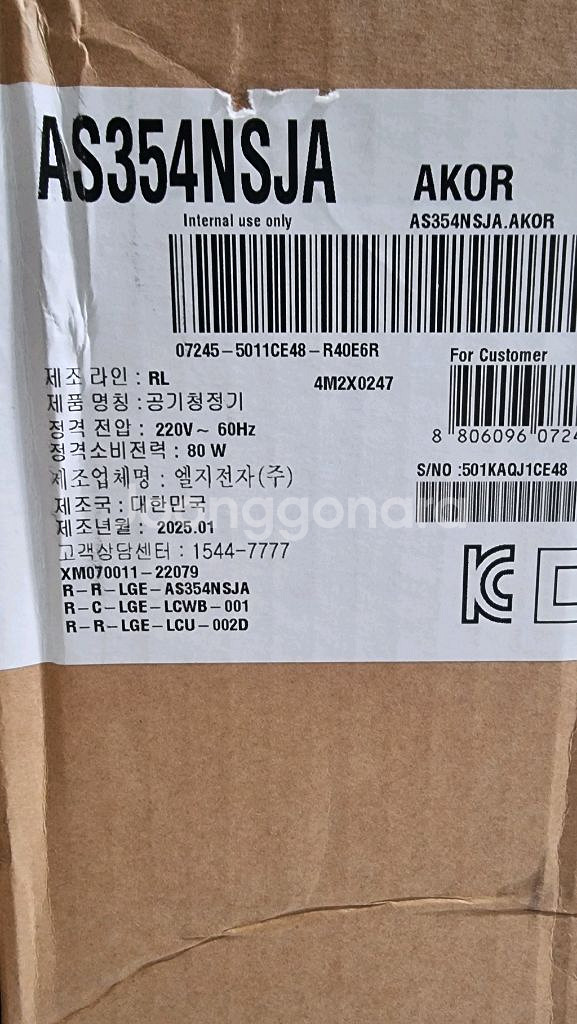 AS354NSJA AKOR
Internal use only AS354NSJA.AKOR
07245-5011CE48-R40E6R
For Customer
제조라인 : RL 4M2X0247
제품 명칭 : 공기청정기
정격 전압 : 220V~ 60Hz
8 806096 0724
정격소비전력 : 80 W
제조업체명 : 엘지전자(주)
S/NO :501KAQJ1CE48
제조국 : 대한민국
제조년월 : 2025.01
고객상담센터 : 1544-7777
XM070011-22079
R-R-LGE-AS354NSJA
R-C-LGE-LCWB-001
R-R-LGE-LCU-002D